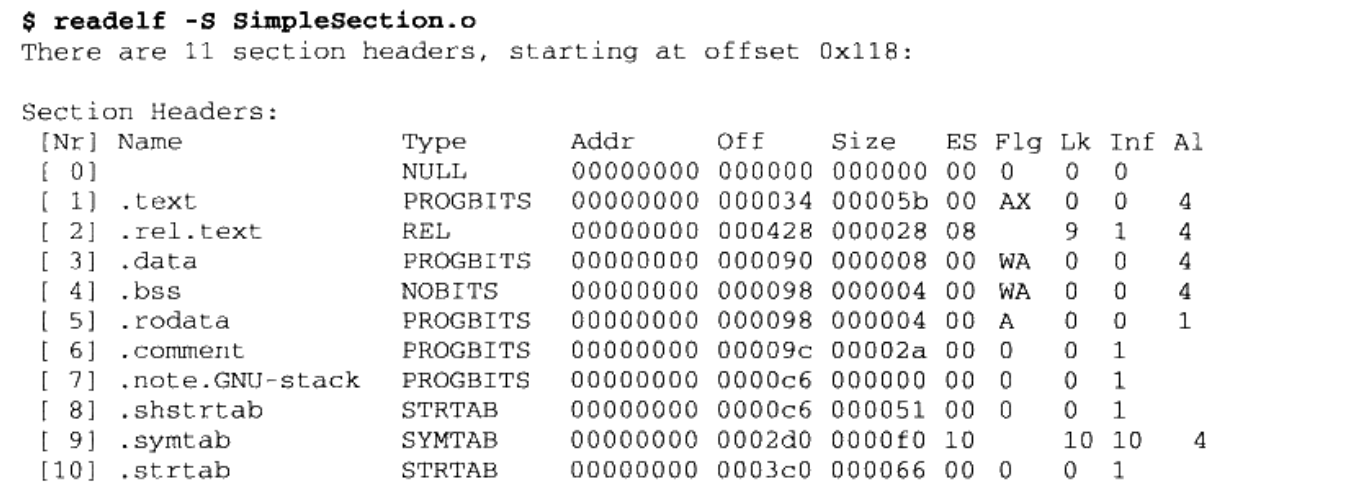 $ readelf -S SimpleSection.o
There are 11 section headers, starting at offset 0x118:
Section Headers:
[Nr] Name Type Addr Off Size ES Flg Lk Inf Al
[ 0] NULL 00000000 000000 000000 00 0 0 0
[ 1] .text PROGBITS 00000000 000034 00005b 00 AX 0 0 4
[ 2] .rel.text REL 00000000 000428 000028 08 9 1 4
[ 3] .data PROGBITS 00000000 000090 000008 00 WA 0 0 4
[ 4] .bss NOBITS 00000000 000098 000004 00 WA 0 0 4
[ 5] .rodata PROGBITS 00000000 000098 000004 00 A 0 0 1
[ 6] .comment PROGBITS 00000000 00009c 00002a 00 0 0 1
[ 7] .note.GNU-stack PROGBITS 00000000 0000c6 000000 00 0 0 1
[ 8] .shstrtab STRTAB 00000000 0000c6 000051 00 0 0 1
[ 9] .symtab SYMTAB 00000000 0002d0 0000f0 10 10 10 4
[10] .strtab STRTAB 00000000 0003c0 000066 00 0 0 1